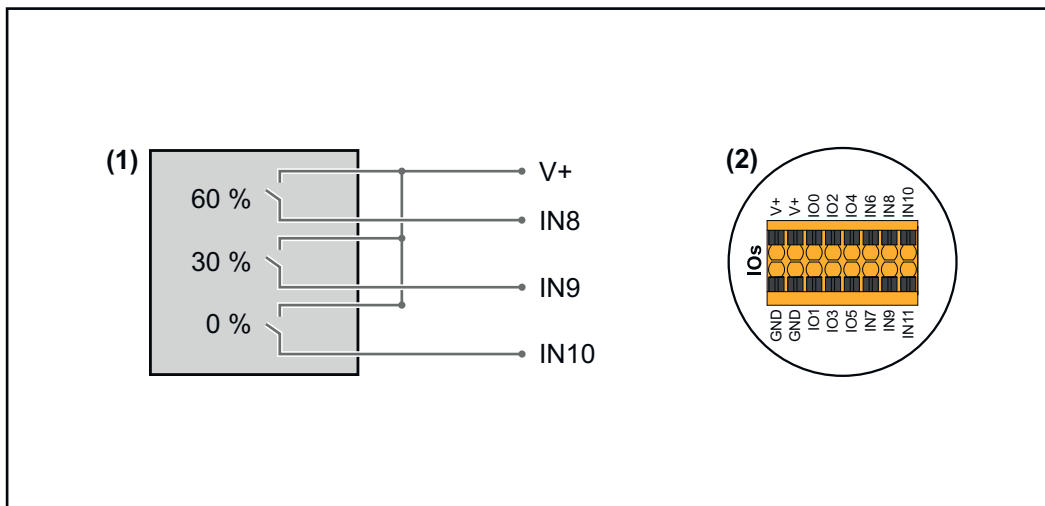 (1)
60 %
30 %
0 %
V+
IN8
IN9
IN10
(2)
IOs
V+
V+
IO0
IO2
IO4
IN6
IN8
IN10
GND
GND
IO1
IO3
IO5
IN7
IN9
IN11